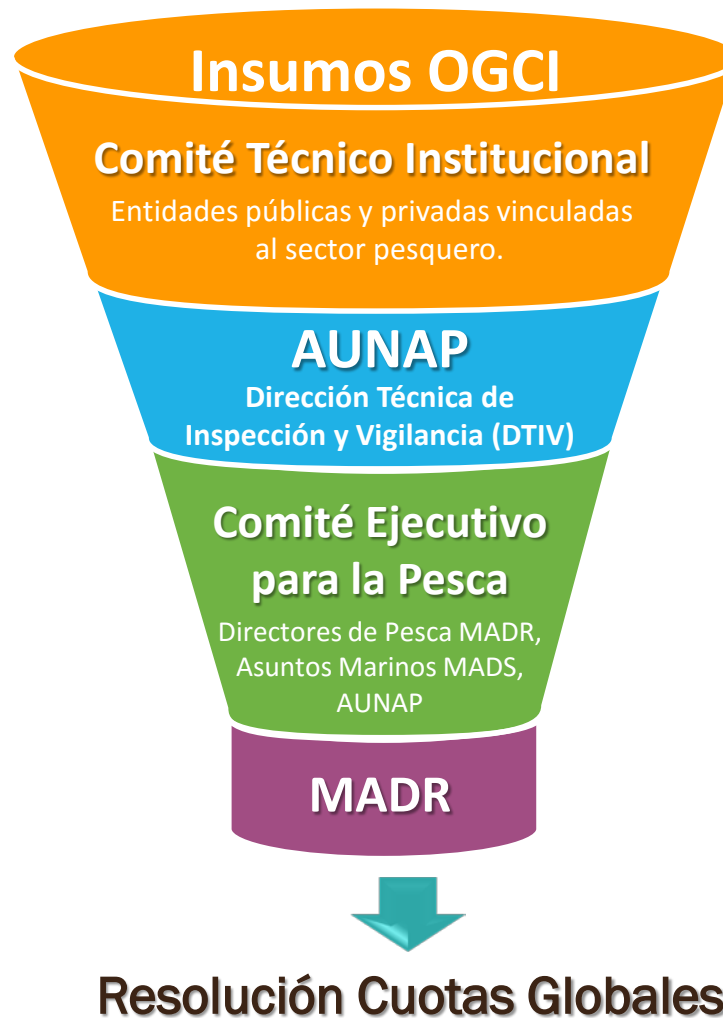 Insumos OGCI
Comité Técnico Institucional
Entidades públicas y privadas vinculadas
al sector pesquero.
AUNAP
Dirección Técnica de
Inspección y Vigilancia (DTIV)
Comité Ejecutivo
para la Pesca
Directores de Pesca MADR,
Asuntos Marinos MADS,
AUNAP
MADR
Resolución Cuotas Globales